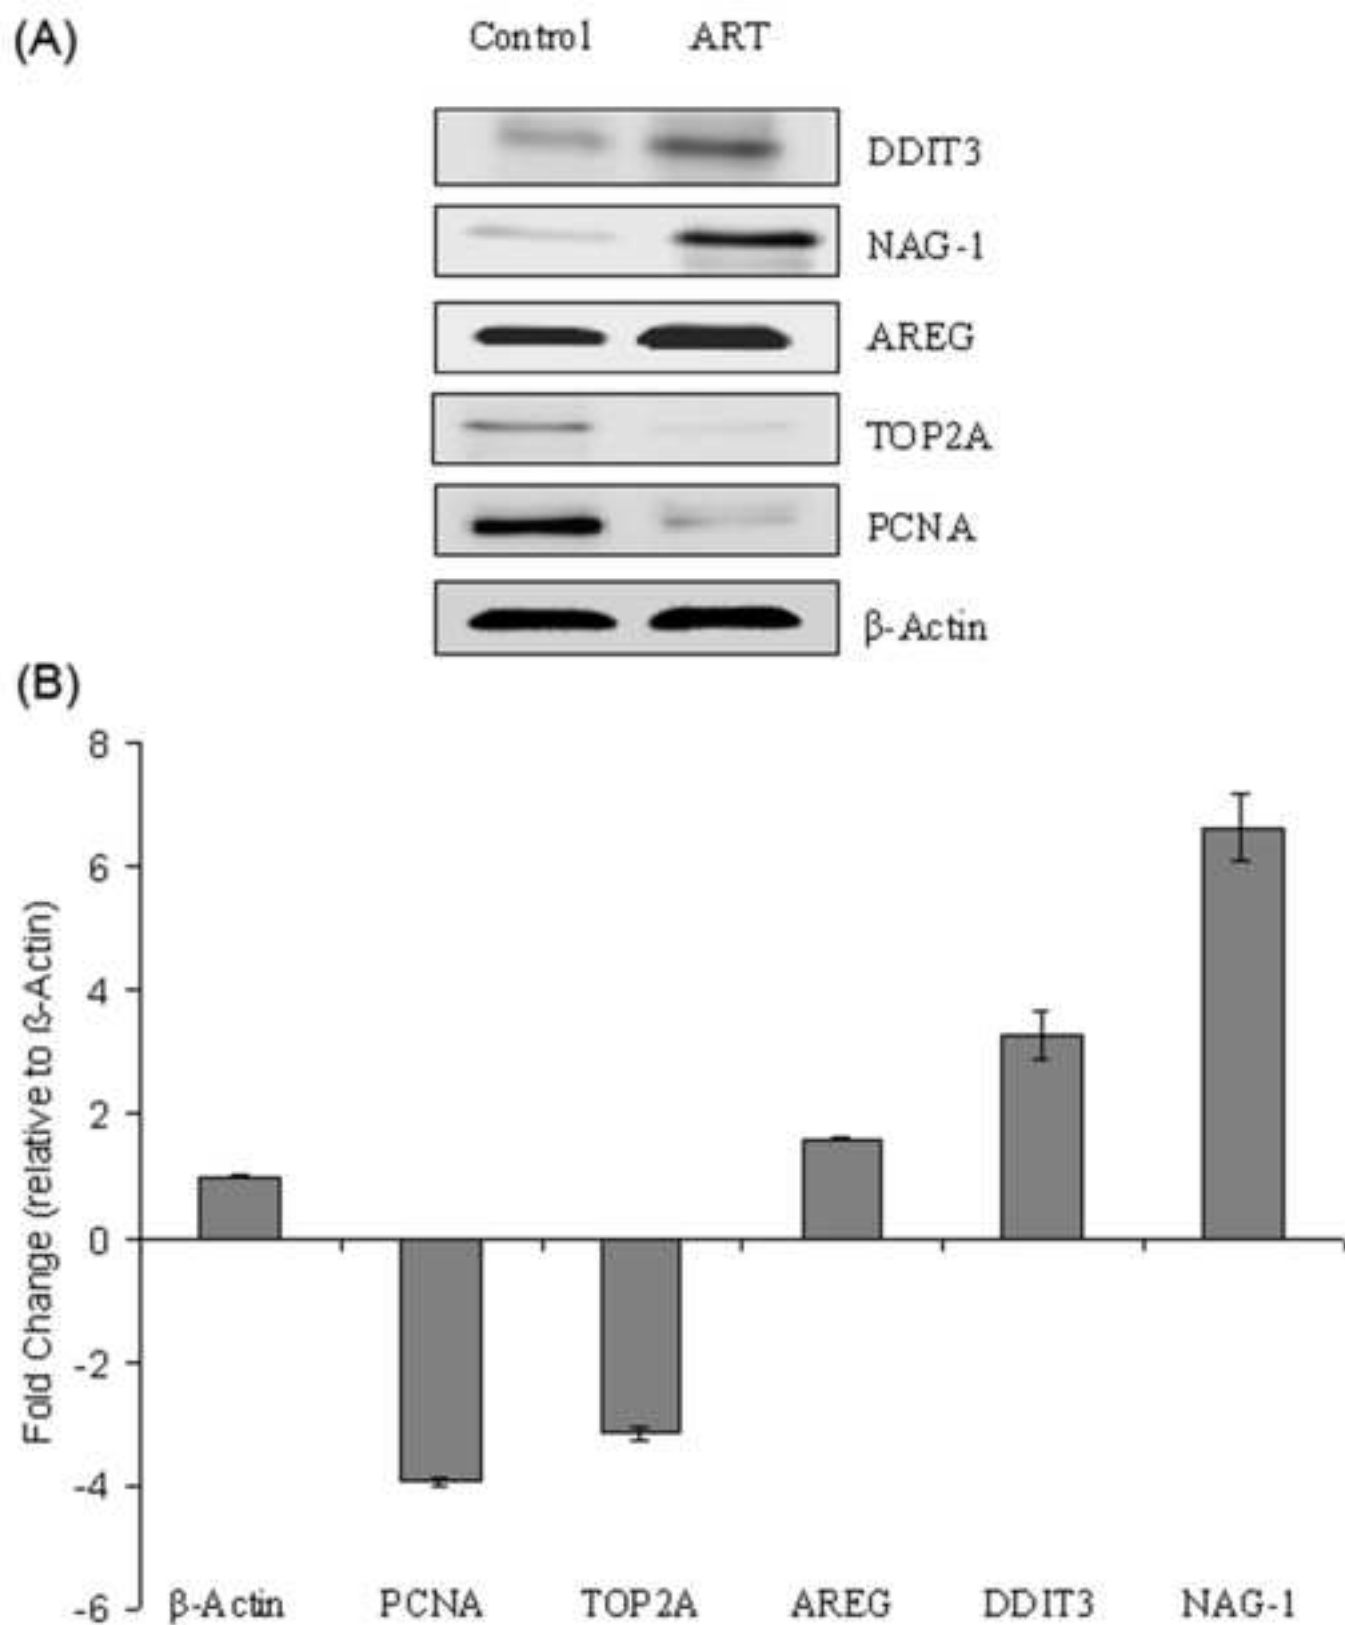 (A)
Control ART
DDIT3
NAG-1
AREG
TOP2A
PCNA
β-Actin
(B)
Fold Change (relative to ß-Actin)
8
6
4
2
0
-2
-4
-6
β-Actin PCNA TOP2A AREG DDIT3 NAG-1